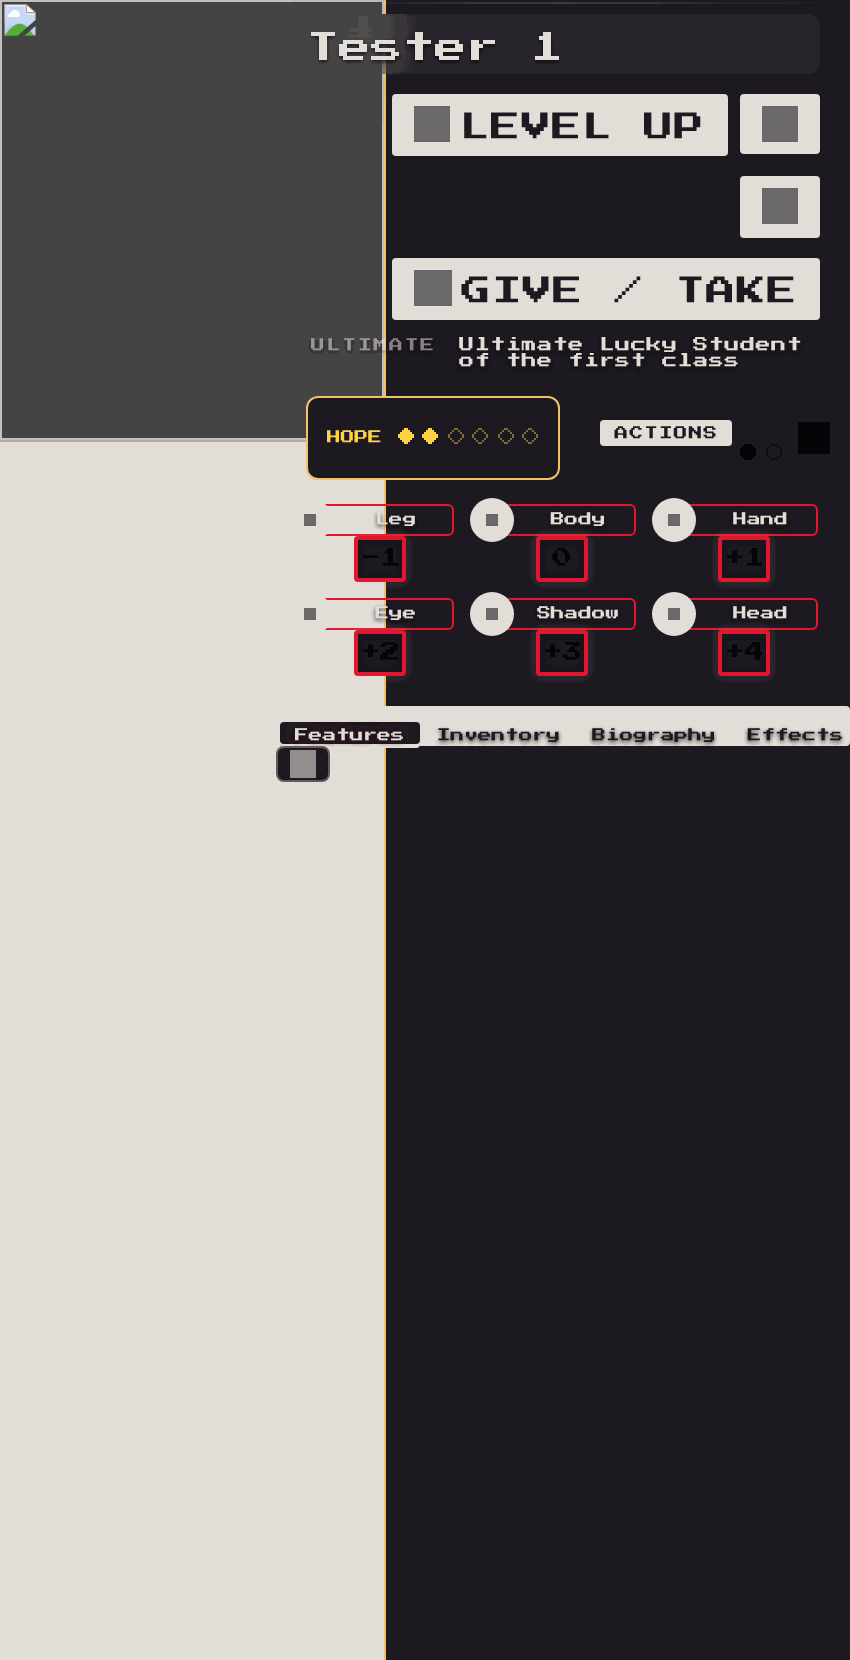 Tester 1
LEVEL UP
GIVE / TAKE
ULTIMATE Ultimate Lucky Student
of the first class
HOPE
ACTIONS
Leg Body Hand
-1 0 +1
Eye Shadow Head
+2 +3 +4
Features Inventory Biography Effects